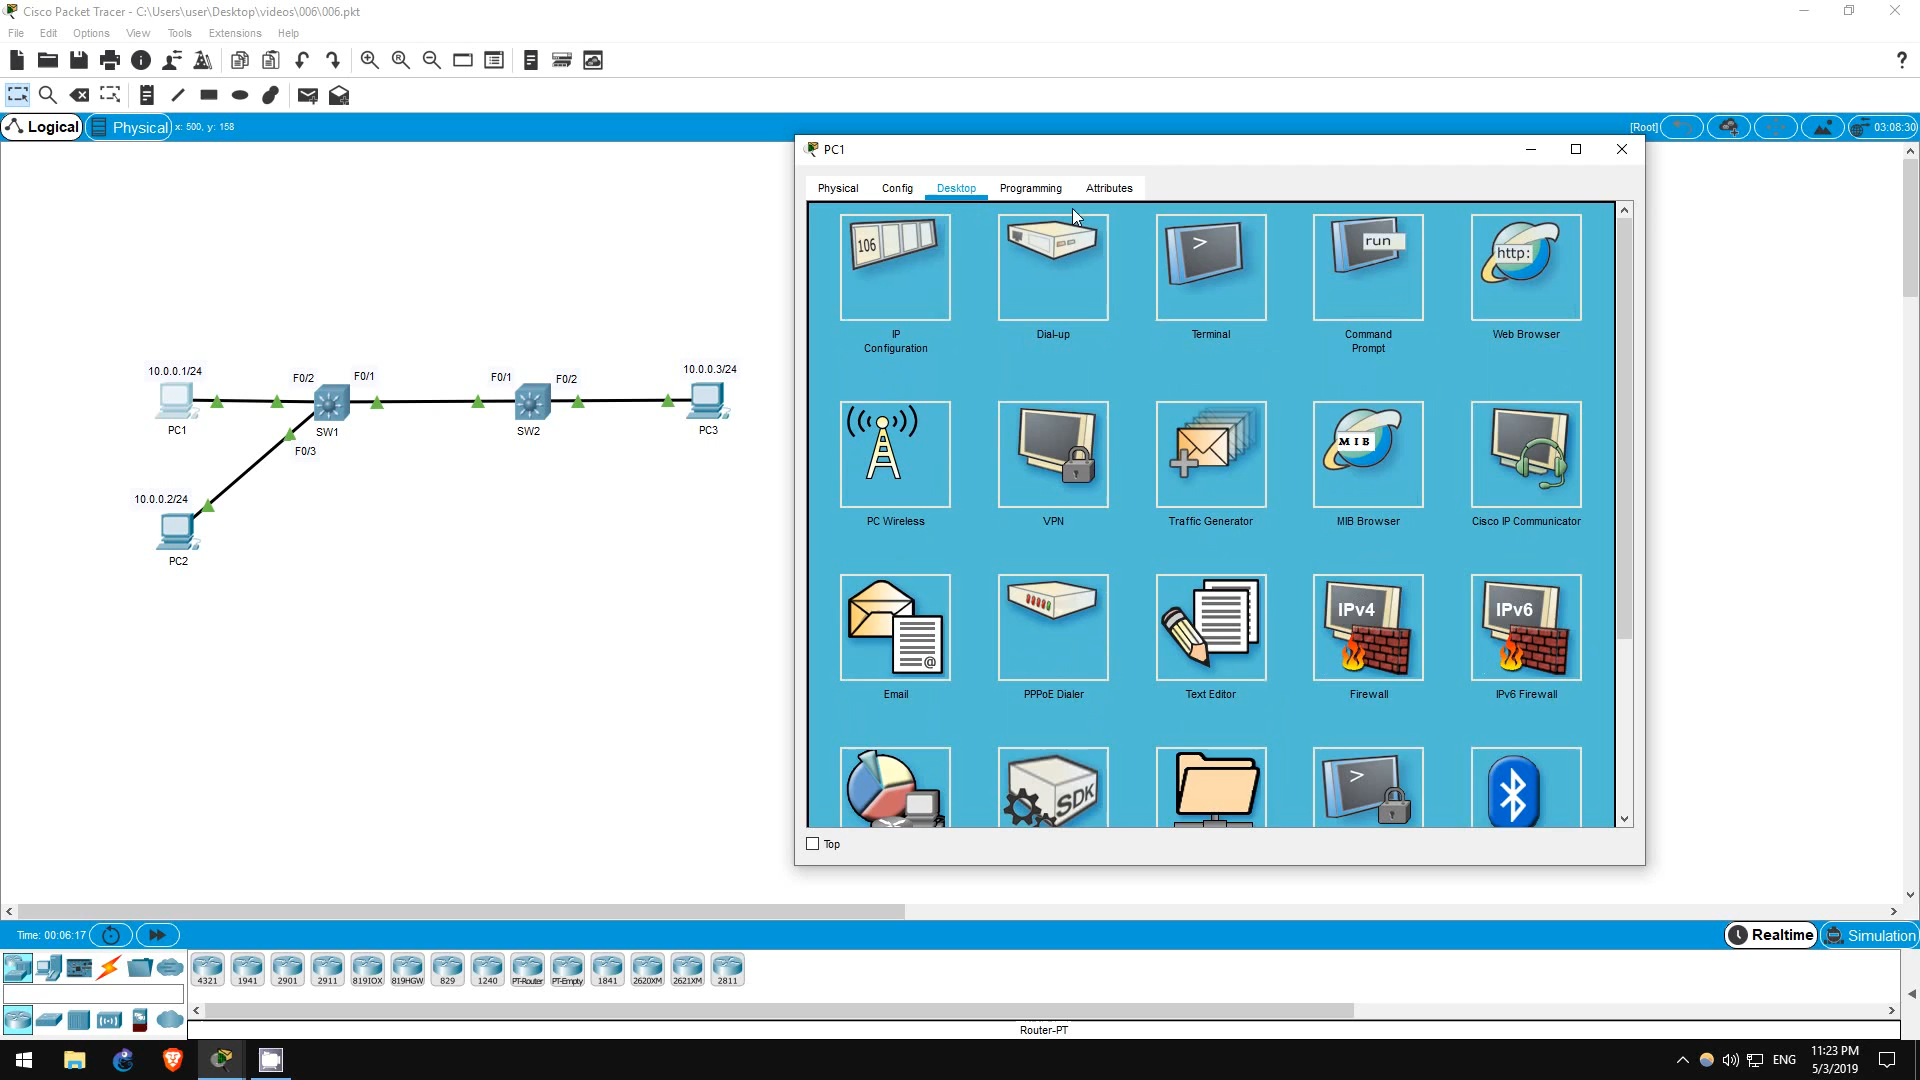 Cisco Packet Tracer - C:\Users\user\Desktop\videos\006\006.pkt
File Edit Options View Tools Extensions Help
Logical Physical x: 500, y: 158 [Root] 03:08:30
PC1
Physical Config Desktop Programming Attributes
106
>
run
http:
IP
Configuration
Dial-up
Terminal
Command
Prompt
Web Browser
10.0.0.1/24
F0/2
F0/1
F0/1
F0/2
10.0.0.3/24
PC1
SW1
SW2
PC3
F0/3
10.0.0.2/24
PC2
MIB
PC Wireless
VPN
Traffic Generator
MIB Browser
Cisco IP Communicator
@
IPv4
IPv6
Email
PPPoE Dialer
Text Editor
Firewall
IPv6 Firewall
SDK
>
Top
Time: 00:06:17
Realtime Simulation
4321 1941 2901 2911 819IOX 819HGW 829 1240 PT-Router PT-Empty 1841 2620XM 2621XM 2811
Router-PT
ENG
11:23 PM
5/3/2019